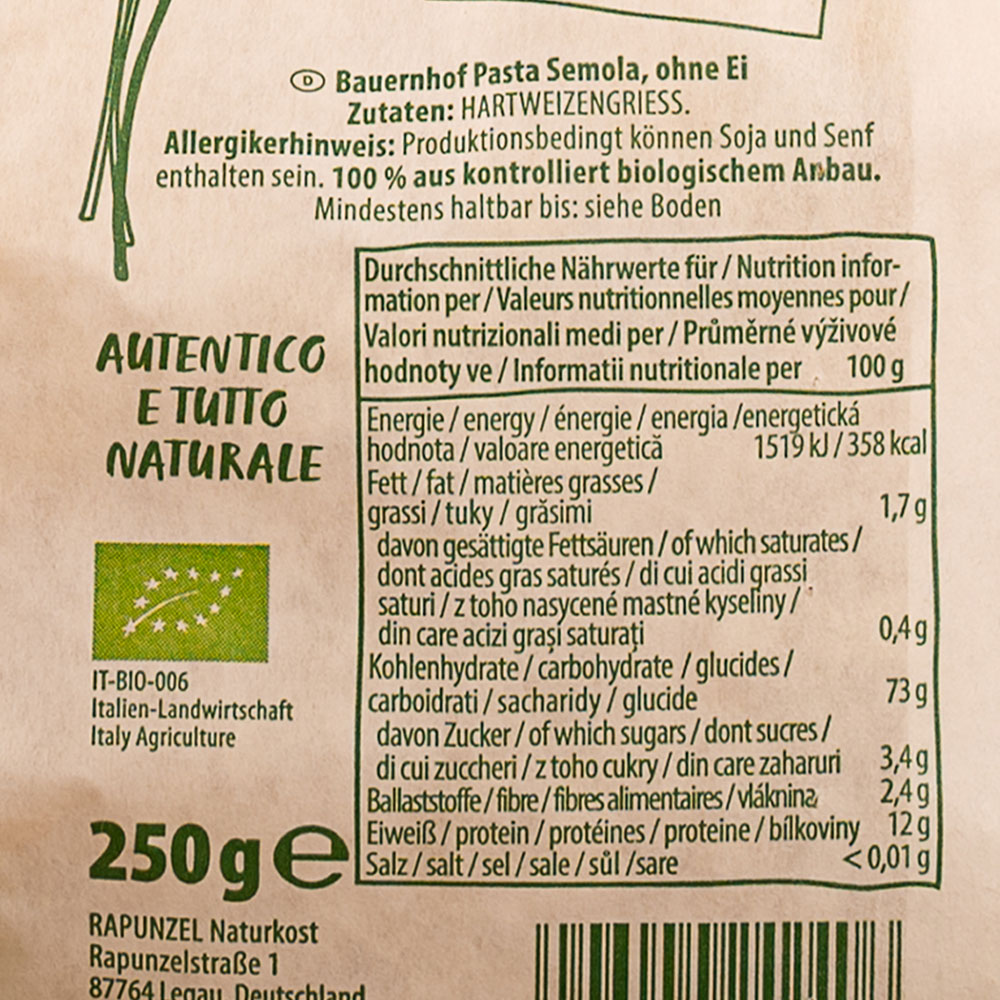 D Bauernhof Pasta Semola, ohne Ei
Zutaten: HARTWEIZENGRIESS.
Allergikerhinweis: Produktionsbedingt können Soja und Senf
enthalten sein. 100 % aus kontrolliert biologischem Anbau.
Mindestens haltbar bis: siehe Boden
AUTENTICO
E TUTTO
NATURALE
IT-BIO-006
Italien-Landwirtschaft
Italy Agriculture
250 g e
RAPUNZEL Naturkost
Rapunzelstraße 1
87764 Legau, Deutschland
Durchschnittliche Nährwerte für / Nutrition infor-
mation per / Valeurs nutritionnelles moyennes pour /
Valori nutrizionali medi per / Průměrné výživové
hodnoty ve / Informatii nutritionale per 100 g
Energie / energy / énergie / energia /energetická
hodnota / valoare energetică 1519 kJ / 358 kcal
Fett / fat / matières grasses /
grassi / tuky / grăsimi 1,7 g
davon gesättigte Fettsäuren / of which saturates /
dont acides gras saturés / di cui acidi grassi
saturi / z toho nasycené mastné kyseliny /
din care acizi grași saturați 0,4 g
Kohlenhydrate / carbohydrate / glucides /
carboidrati / sacharidy / glucide 73 g
davon Zucker / of which sugars / dont sucres /
di cui zuccheri / z toho cukry / din care zaharuri 3,4 g
Ballaststoffe / fibre / fibres alimentaires / vláknina 2,4 g
Eiweiß / protein / protéines / proteine / bílkoviny 12 g
Salz / salt / sel / sale / sůl /sare < 0,01 g